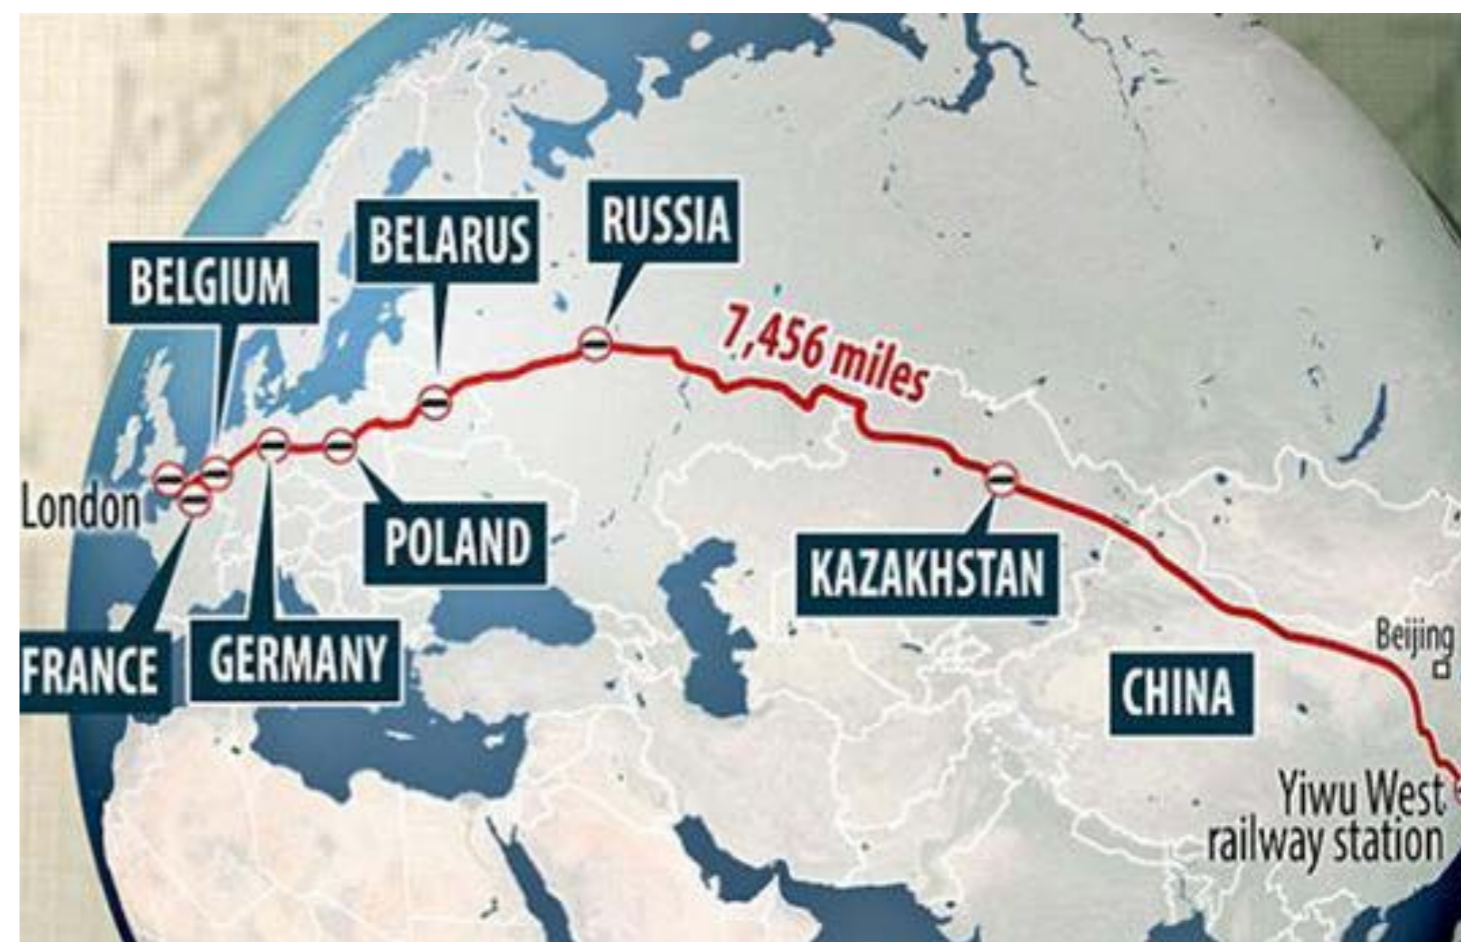 RUSSIA
BELARUS
BELGIUM
7,456 miles
London
POLAND
KAZAKHSTAN
FRANCE
GERMANY
Beijing
CHINA
Yiwu West
railway station